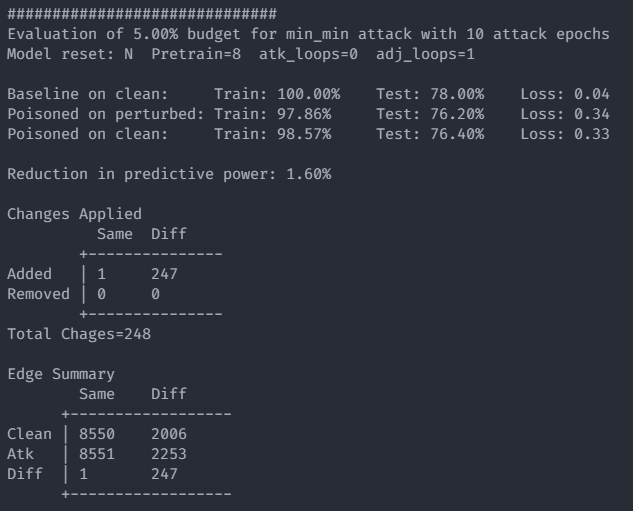 ##############################
Evaluation of 5.00% budget for min_min attack with 10 attack epochs
Model reset: N  Pretrain=8  atk_loops=0  adj_loops=1

Baseline on clean:     Train: 100.00%    Test: 78.00%    Loss: 0.04
Poisoned on perturbed: Train: 97.86%     Test: 76.20%    Loss: 0.34
Poisoned on clean:     Train: 98.57%     Test: 76.40%    Loss: 0.33

Reduction in predictive power: 1.60%

Changes Applied
          Same  Diff
        +---------------
Added   | 1     247
Removed | 0     0
        +---------------
Total Chages=248

Edge Summary
        Same    Diff
      +------------------
Clean | 8550    2006
Atk   | 8551    2253
Diff  | 1       247
      +------------------